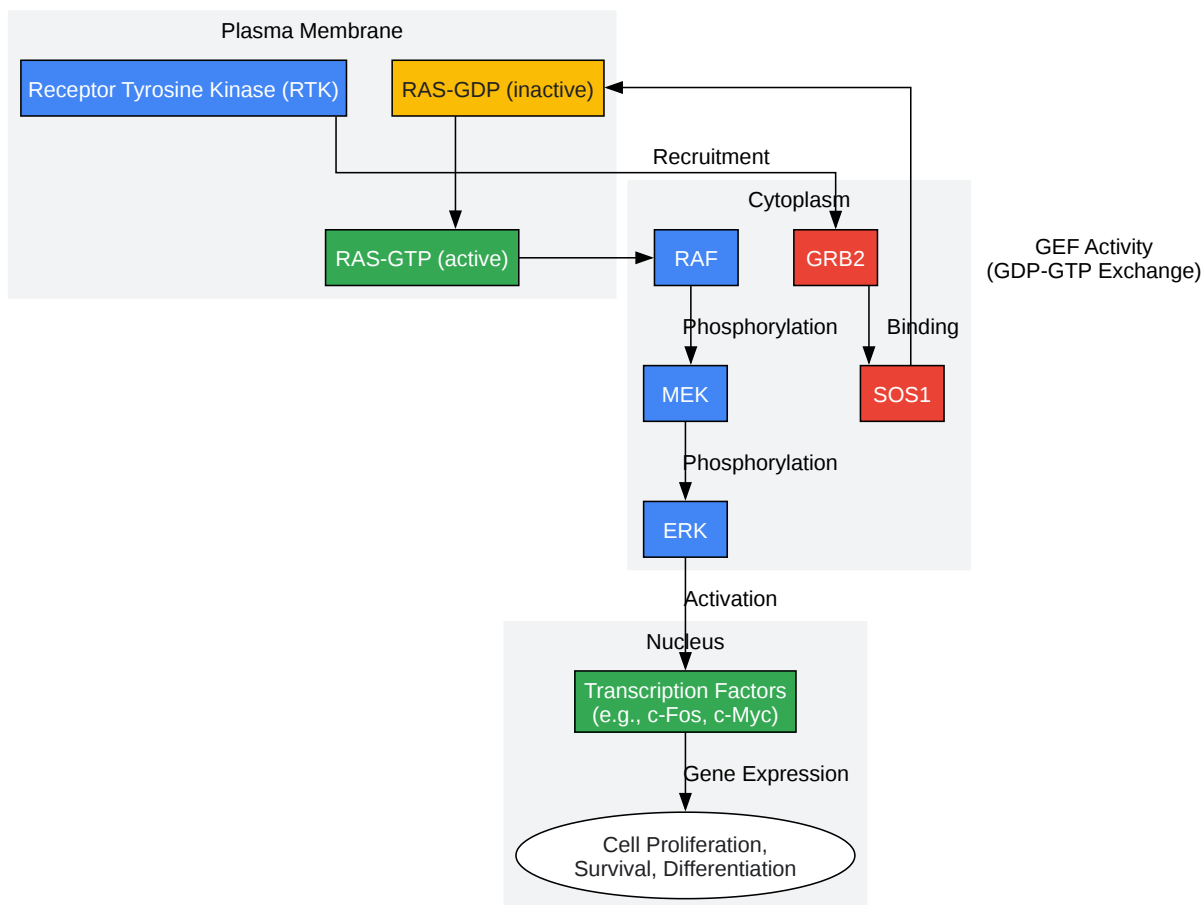 Plasma Membrane
Receptor Tyrosine Kinase (RTK)
RAS-GDP (inactive)
Recruitment
Cytoplasm
RAS-GTP (active)
RAF
GRB2
GEF Activity
(GDP-GTP Exchange)
Phosphorylation
Binding
MEK
SOS1
Phosphorylation
ERK
Activation
Nucleus
Transcription Factors
(e.g., c-Fos, c-Myc)
Gene Expression
Cell Proliferation,
Survival, Differentiation